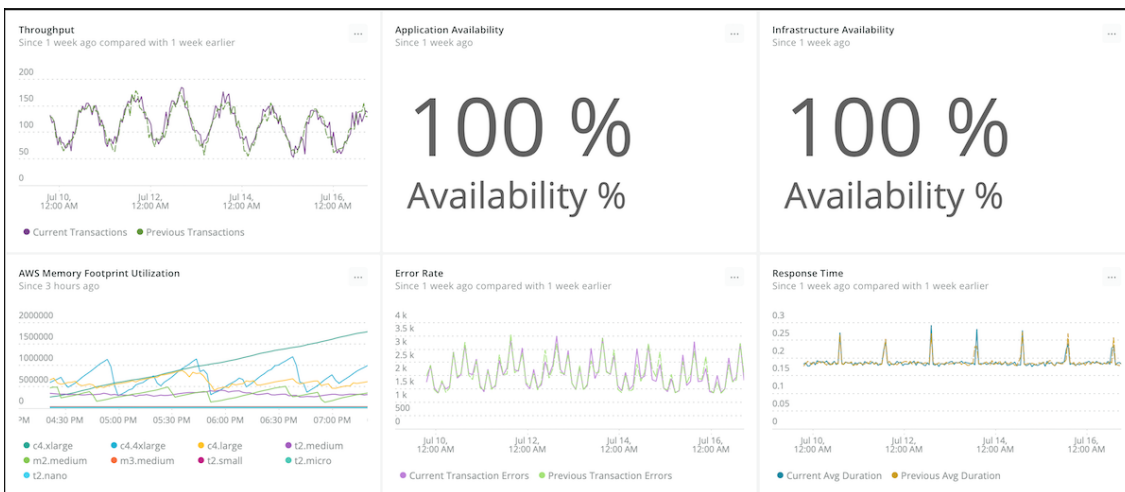 Throughput
Since 1 week ago compared with 1 week earlier
...
200
150
100
50
0
Jul 10,
12:00 AM
Jul 12,
12:00 AM
Jul 14,
12:00 AM
Jul 16,
12:00 AM
Current Transactions
Previous Transactions
Application Availability
Since 1 week ago
...
100 %
Availability %
Infrastructure Availability
Since 1 week ago
...
100 %
Availability %
AWS Memory Footprint Utilization
Since 3 hours ago
...
2000000
1500000
1000000
500000
0
PM 04:30 PM 05:00 PM 05:30 PM 06:00 PM 06:30 PM 07:00 PM
c4.xlarge c4.4xlarge c4.large t2.medium
m2.medium m3.medium t2.small t2.micro
t2.nano
Error Rate
Since 1 week ago compared with 1 week earlier
...
4 k
3.5 k
3 k
2.5 k
2 k
1.5 k
1 k
500
0
Jul 10,
12:00 AM
Jul 12,
12:00 AM
Jul 14,
12:00 AM
Jul 16,
12:00 AM
Current Transaction Errors
Previous Transaction Errors
Response Time
Since 1 week ago compared with 1 week earlier
...
0.3
0.25
0.2
0.15
0.1
0.05
0
Jul 10,
12:00 AM
Jul 12,
12:00 AM
Jul 14,
12:00 AM
Jul 16,
12:00 AM
Current Avg Duration
Previous Avg Duration